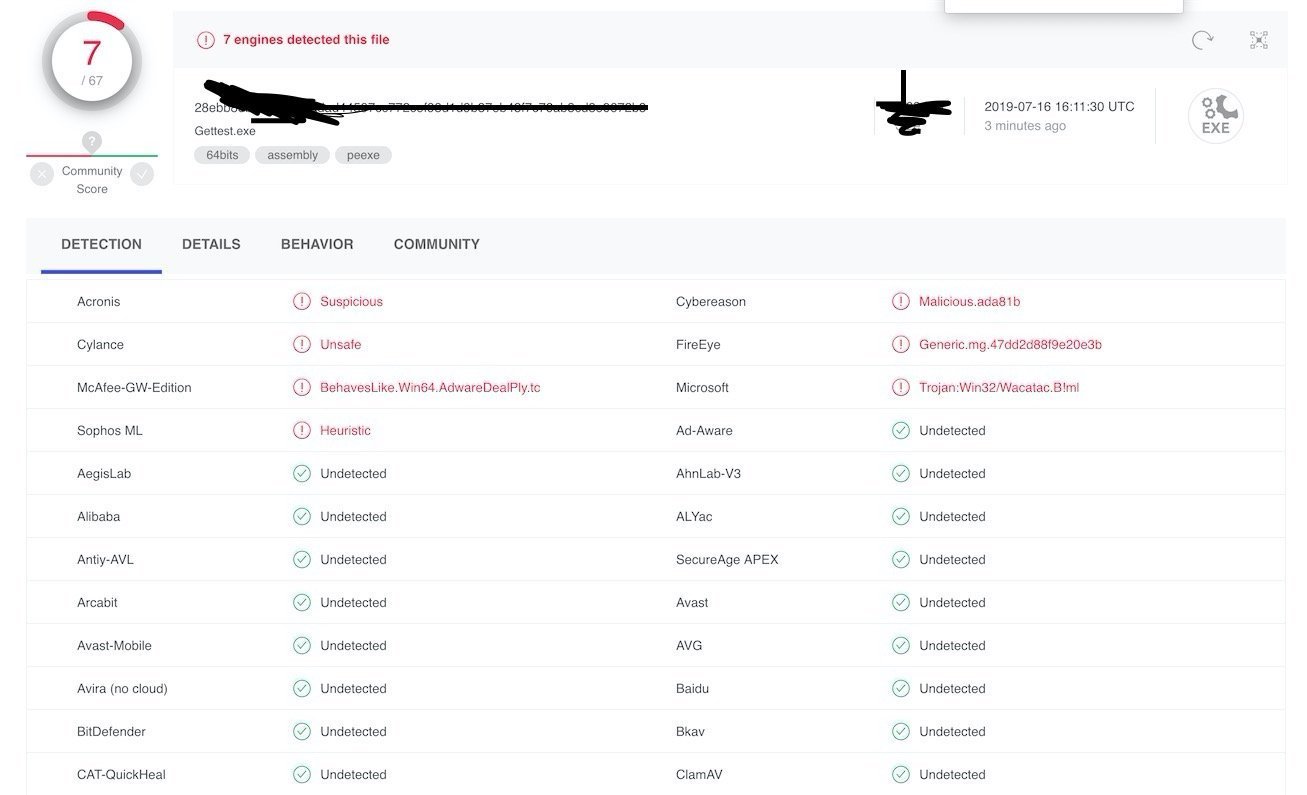 7
/ 67
?
Community
Score
7 engines detected this file
Gettest.exe
64bits assembly peexe
2019-07-16 16:11:30 UTC
3 minutes ago
EXE
DETECTION DETAILS BEHAVIOR COMMUNITY
Acronis Suspicious Cybereason Malicious.ada81b
Cylance Unsafe FireEye Generic.mg.47dd2d88f9e20e3b
McAfee-GW-Edition BehavesLike.Win64.AdwareDealPly.tc Microsoft Trojan:Win32/Wacatac.B!ml
Sophos ML Heuristic Ad-Aware Undetected
AegisLab Undetected AhnLab-V3 Undetected
Alibaba Undetected ALYac Undetected
Antiy-AVL Undetected SecureAge APEX Undetected
Arcabit Undetected Avast Undetected
Avast-Mobile Undetected AVG Undetected
Avira (no cloud) Undetected Baidu Undetected
BitDefender Undetected Bkav Undetected
CAT-QuickHeal Undetected ClamAV Undetected